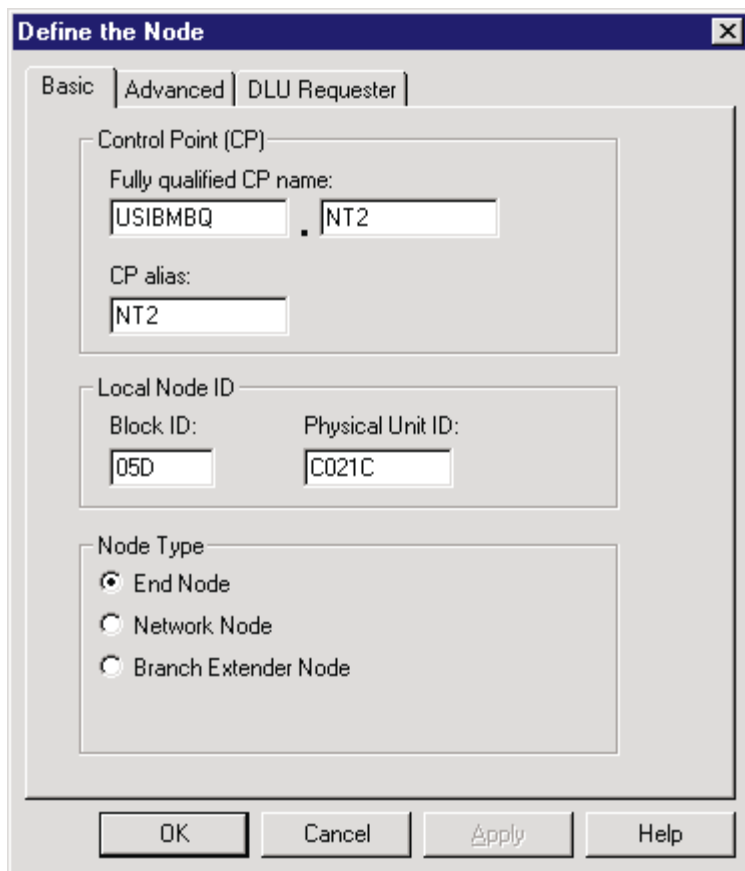 Define the Node
Basic Advanced DLU Requester
Control Point (CP)
Fully qualified CP name:
USIBMBQ . NT2
CP alias:
NT2
Local Node ID
Block ID: Physical Unit ID:
05D C021C
Node Type
End Node
Network Node
Branch Extender Node
OK Cancel Apply Help